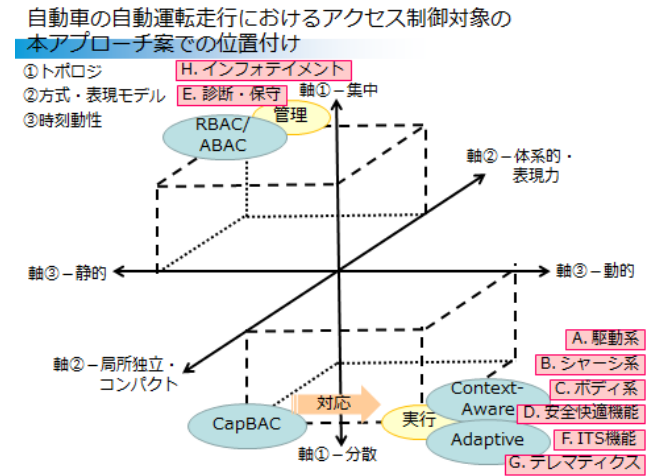 自動車の自動運転走行におけるアクセス制御対象の
本アプローチ案での位置付け
①トポロジ
②方式・表現モデル
③時刻動性
H. インフォテイメント
E. 診断・保守
軸①－集中
管理
RBAC/
ABAC
軸②－体系的・
表現力
軸③－静的
軸③－動的
軸②－局所独立・
コンパクト
対応
CapBAC
実行
軸①－分散
Context-
Aware
Adaptive
A. 駆動系
B. シャーシ系
C. ボディ系
D. 安全快適機能
F. ITS機能
G. テレマティクス